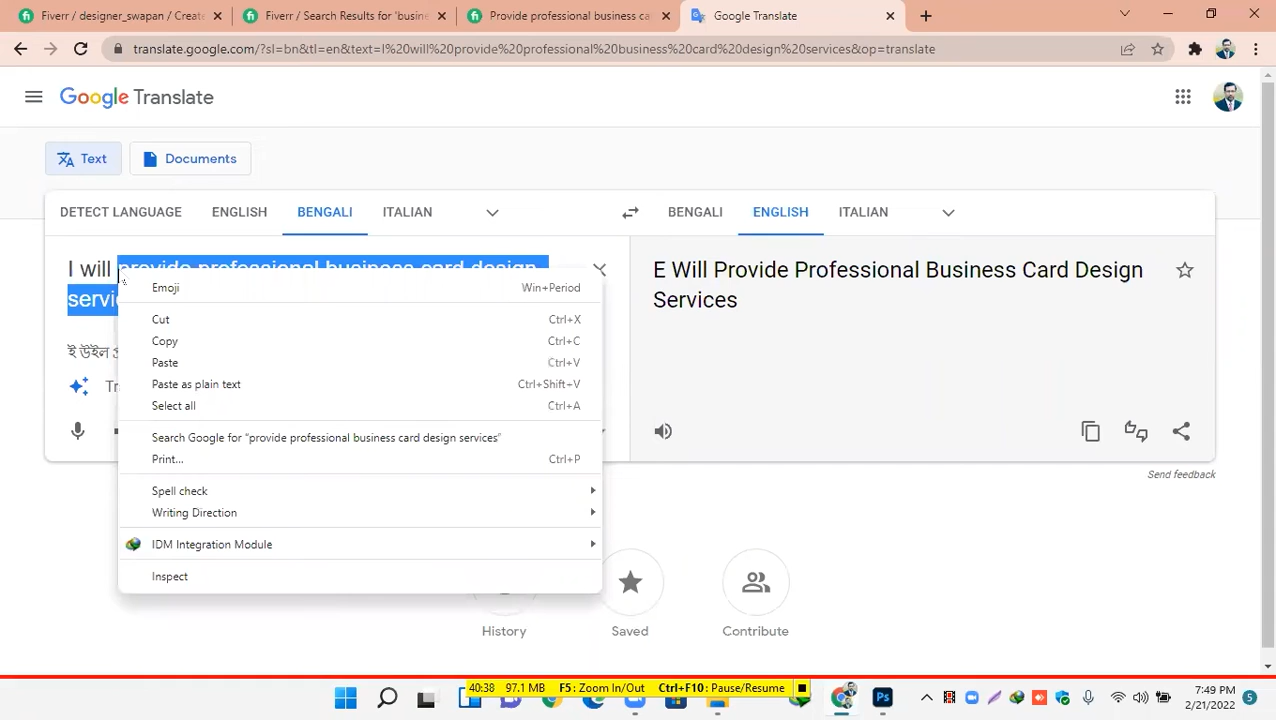 Fiverr / designer_swapan / Create
Fiverr / Search Results for 'busine
Provide professional business ca
Google Translate
translate.google.com/?sl=bn&tl=en&text=I%20will%20provide%20professional%20business%20card%20design%20services&op=translate
Google Translate
Text
Documents
DETECT LANGUAGE
ENGLISH
BENGALI
ITALIAN
BENGALI
ENGLISH
ITALIAN
I will provide professional business card design
servi
ই উইল
Tr
E Will Provide Professional Business Card Design
Services
Emoji Win+Period
Cut Ctrl+X
Copy Ctrl+C
Paste Ctrl+V
Paste as plain text Ctrl+Shift+V
Select all Ctrl+A
Search Google for "provide professional business card design services"
Print... Ctrl+P
Spell check
Writing Direction
IDM Integration Module
Inspect
Send feedback
History
Saved
Contribute
40:38 97.1 MB F5: Zoom In/Out Ctrl+F10: Pause/Resume
Ps
7:49 PM
2/21/2022
5